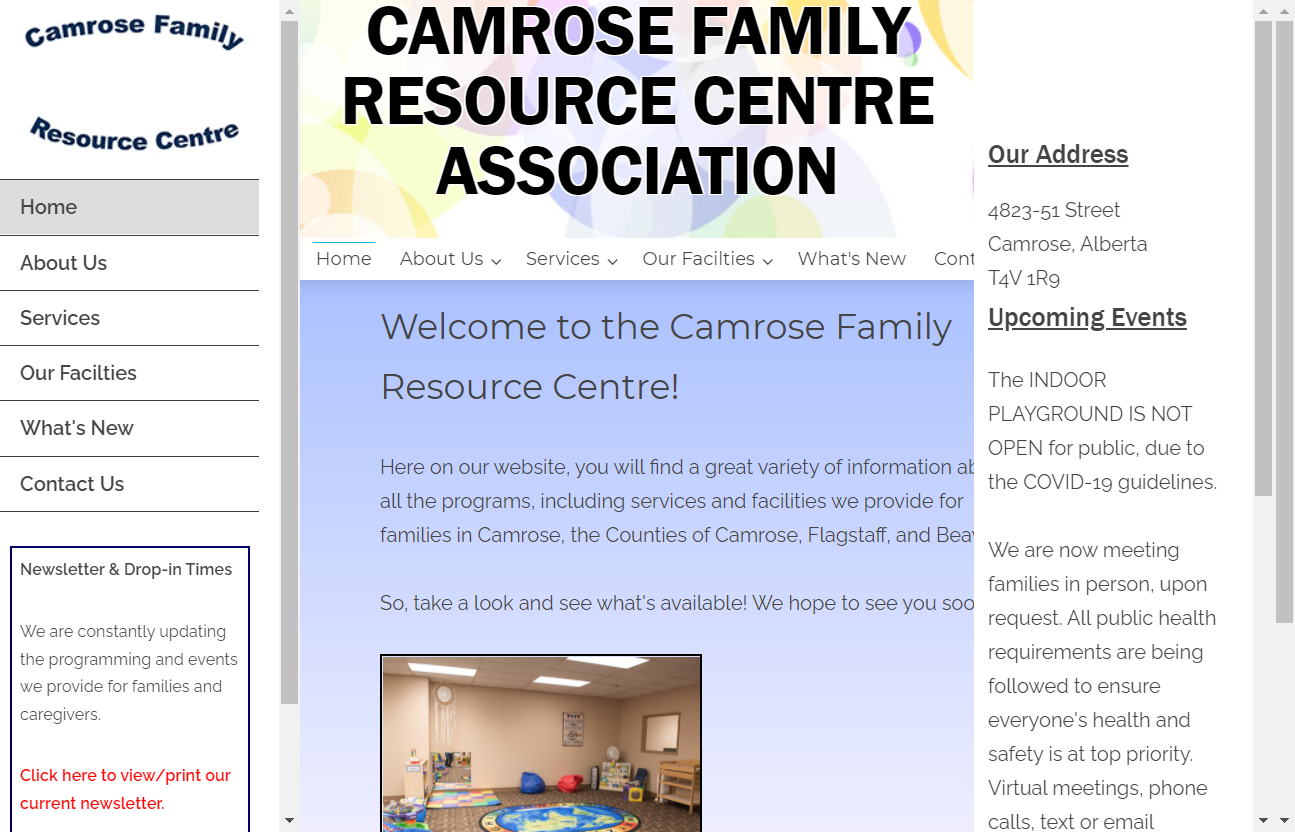 Camrose Family
Resource Centre
Home
About Us
Services
Our Facilties
What's New
Contact Us
Newsletter & Drop-in Times
We are constantly updating
the programming and events
we provide for families and
caregivers.
Click here to view/print our
current newsletter.
CAMROSE FAMILY
RESOURCE CENTRE
ASSOCIATION
Home About Us Services Our Facilties What's New Cont
Welcome to the Camrose Family
Resource Centre!
Here on our website, you will find a great variety of information ab
all the programs, including services and facilities we provide for
families in Camrose, the Counties of Camrose, Flagstaff, and Beav
So, take a look and see what's available! We hope to see you soo
Our Address
4823-51 Street
Camrose, Alberta
T4V 1R9
Upcoming Events
The INDOOR
PLAYGROUND IS NOT
OPEN for public, due to
the COVID-19 guidelines.
We are now meeting
families in person, upon
request. All public health
requirements are being
followed to ensure
everyone's health and
safety is at top priority.
Virtual meetings, phone
calls, text or email